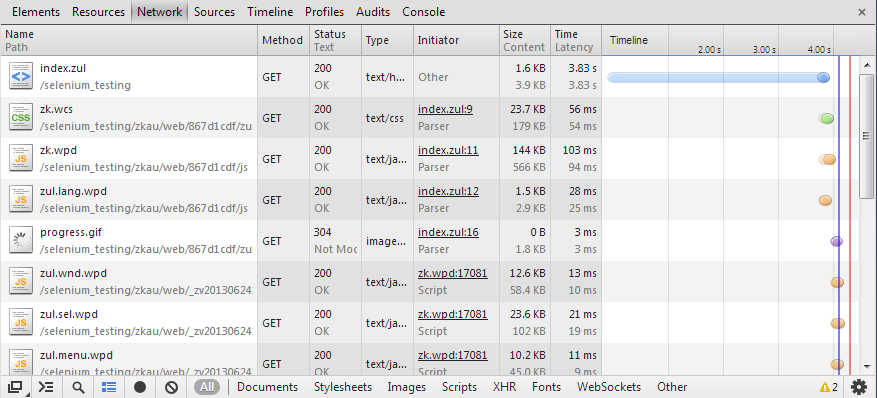 Elements Resources Network Sources Timeline Profiles Audits Console ×
Name Method Status Type Initiator Size Time Timeline
Path Text Content Latency 2.00 s 3.00 s 4.00 s
index.zul GET 200 text/h... Other 1.6 KB 3.83 s
/selenium_testing OK 3.9 KB 3.83 s
CSS zk.wcs GET 200 text/css index.zul:9 23.7 KB 56 ms
/selenium_testing/zkau/web/867d1cdf/zu OK Parser 179 KB 54 ms
JS zk.wpd GET 200 text/ja... index.zul:11 144 KB 103 ms
/selenium_testing/zkau/web/867d1cdf/js OK Parser 566 KB 94 ms
JS zul.lang.wpd GET 200 text/ja... index.zul:12 1.5 KB 28 ms
/selenium_testing/zkau/web/867d1cdf/js OK Parser 2.9 KB 25 ms
progress.gif GET 304 image... index.zul:16 0 B 3 ms
/selenium_testing/zkau/web/867d1cdf/zu Not Moc Parser 1.8 KB 3 ms
JS zul.wnd.wpd GET 200 text/ja... zk.wpd:17081 12.6 KB 13 ms
/selenium_testing/zkau/web/_zv20130624 OK Script 58.4 KB 10 ms
JS zul.sel.wpd GET 200 text/ja... zk.wpd:17081 23.6 KB 21 ms
/selenium_testing/zkau/web/_zv20130624 OK Script 102 KB 19 ms
JS zul.menu.wpd GET 200 text/ja... zk.wpd:17081 10.2 KB 11 ms
/selenium_testing/zkau/web/_zv20130624 OK Script 45.0 KB 9 ms
All Documents Stylesheets Images Scripts XHR Fonts WebSockets Other 2